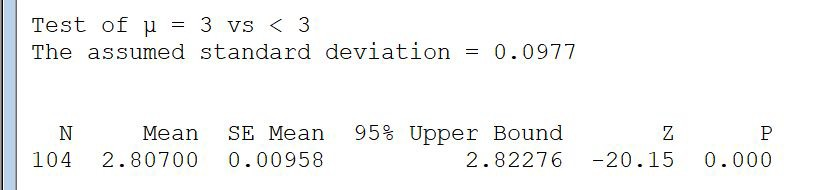 Test of μ = 3 vs < 3
The assumed standard deviation = 0.0977
N Mean SE Mean 95% Upper Bound Z P
104 2.80700 0.00958 2.82276 -20.15 0.000